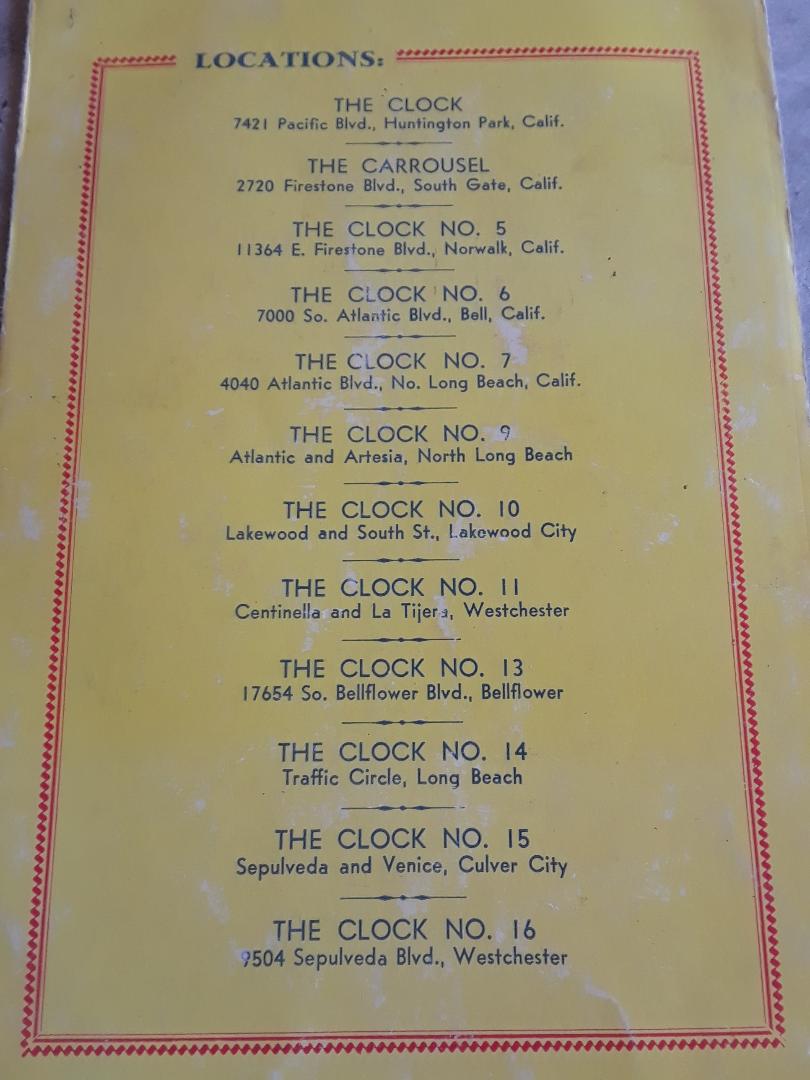 LOCATIONS:
THE CLOCK
7421 Pacific Blvd., Huntington Park, Calif.
THE CARROUSEL
2720 Firestone Blvd., South Gate, Calif.
THE CLOCK NO. 5
11364 E. Firestone Blvd., Norwalk, Calif.
THE CLOCK NO. 6
7000 So. Atlantic Blvd., Bell, Calif.
THE CLOCK NO. 7
4040 Atlantic Blvd., No. Long Beach, Calif.
THE CLOCK NO. 9
Atlantic and Artesia, North Long Beach
THE CLOCK NO. 10
Lakewood and South St., Lakewood City
THE CLOCK NO. 11
Centinella and La Tijera, Westchester
THE CLOCK NO. 13
17654 So. Bellflower Blvd., Bellflower
THE CLOCK NO. 14
Traffic Circle, Long Beach
THE CLOCK NO. 15
Sepulveda and Venice, Culver City
THE CLOCK NO. 16
9504 Sepulveda Blvd., Westchester